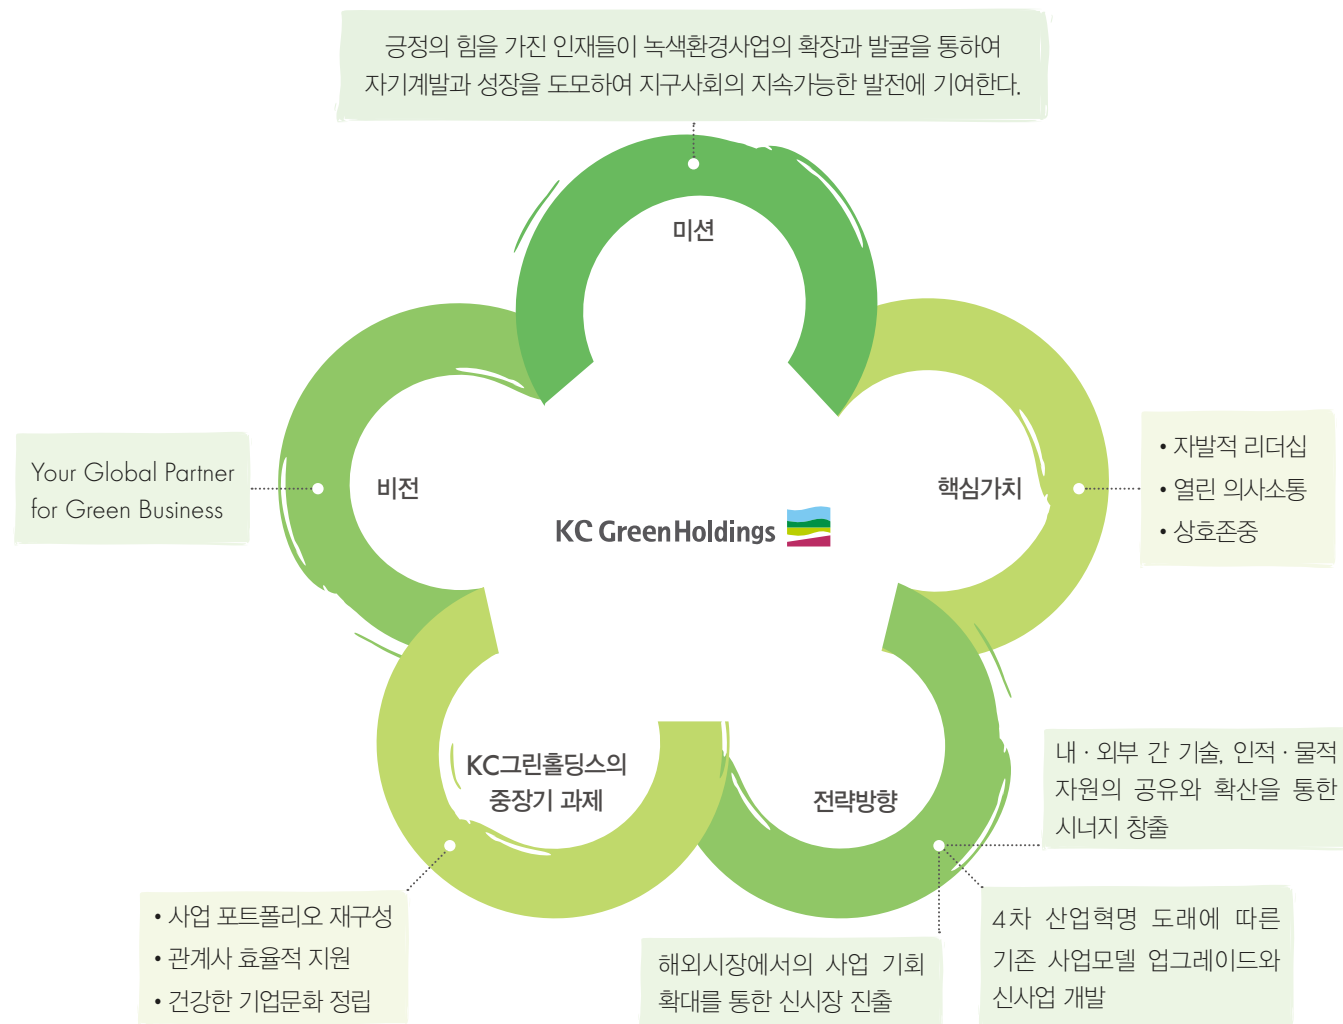 긍정의 힘을 가진 인재들이 녹색환경사업의 확장과 발굴을 통하여
자기계발과 성장을 도모하여 지구사회의 지속가능한 발전에 기여한다.
미션
Your Global Partner
for Green Business
비전
핵심가치
• 자발적 리더십
• 열린 의사소통
• 상호존중
KC GreenHoldings
KC그린홀딩스의
중장기 과제
• 사업 포트폴리오 재구성
• 관계사 효율적 지원
• 건강한 기업문화 정립
전략방향
내 · 외부 간 기술, 인적 · 물적
자원의 공유와 확산을 통한
시너지 창출
4차 산업혁명 도래에 따른
기존 사업모델 업그레이드와
신사업 개발
해외시장에서의 사업 기회
확대를 통한 신시장 진출